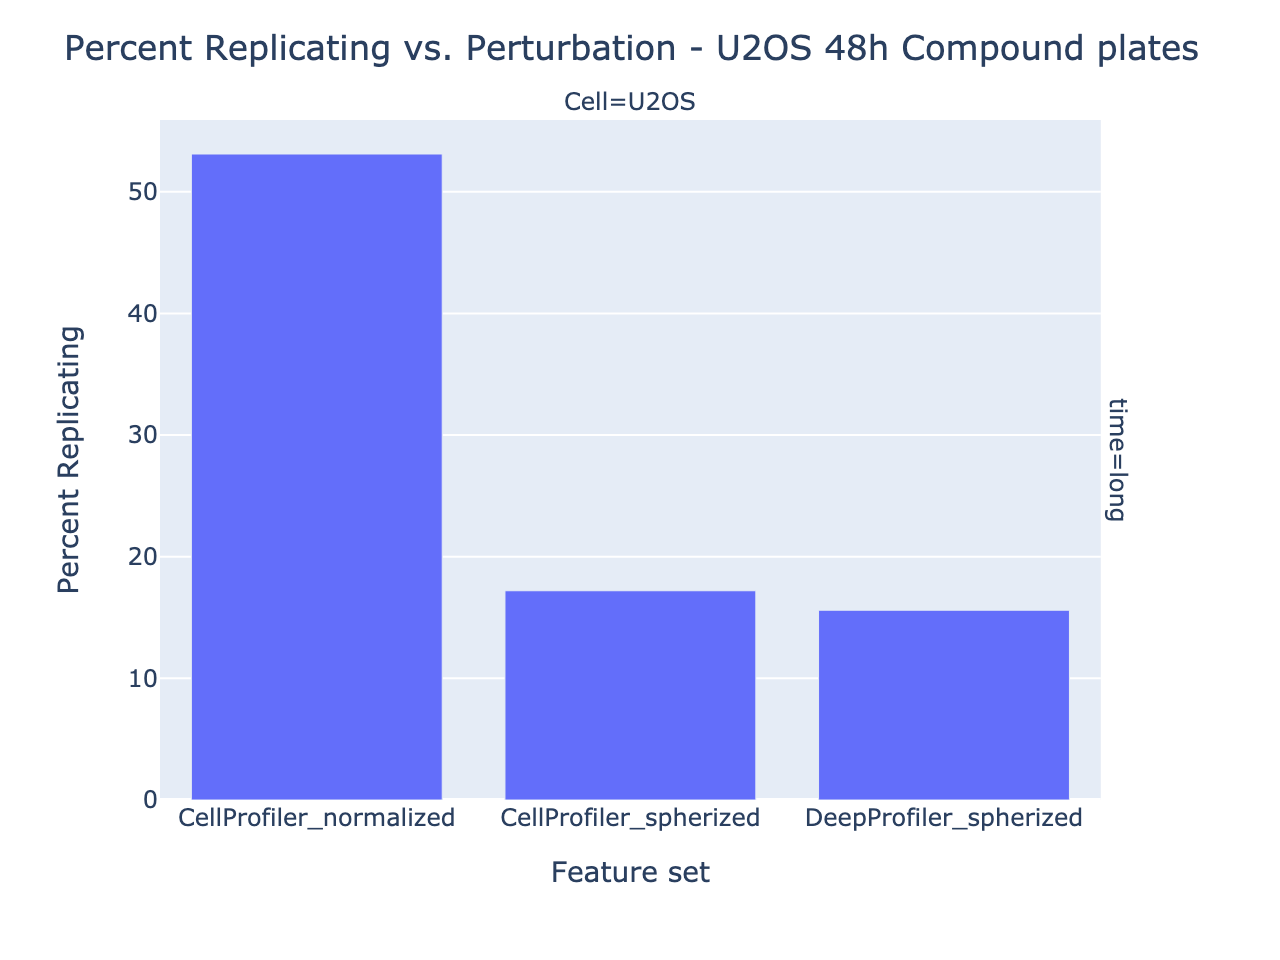 Percent Replicating vs. Perturbation - U2OS 48h Compound plates
Cell=U2OS
50
40
30
20
10
0
Percent Replicating
time=long
CellProfiler_normalized
CellProfiler_spherized
DeepProfiler_spherized
Feature set